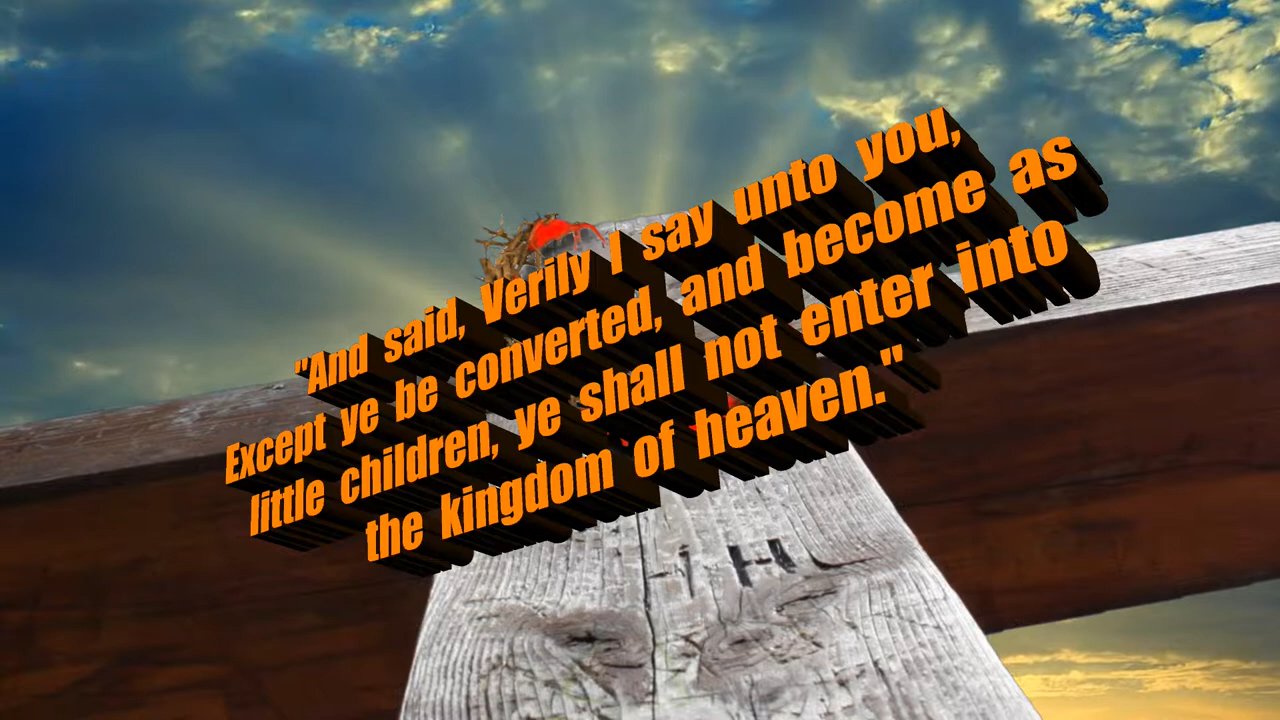 "And said, Verily I say unto you,
Except ye be converted, and become as
little children, ye shall not enter into
the kingdom of heaven."